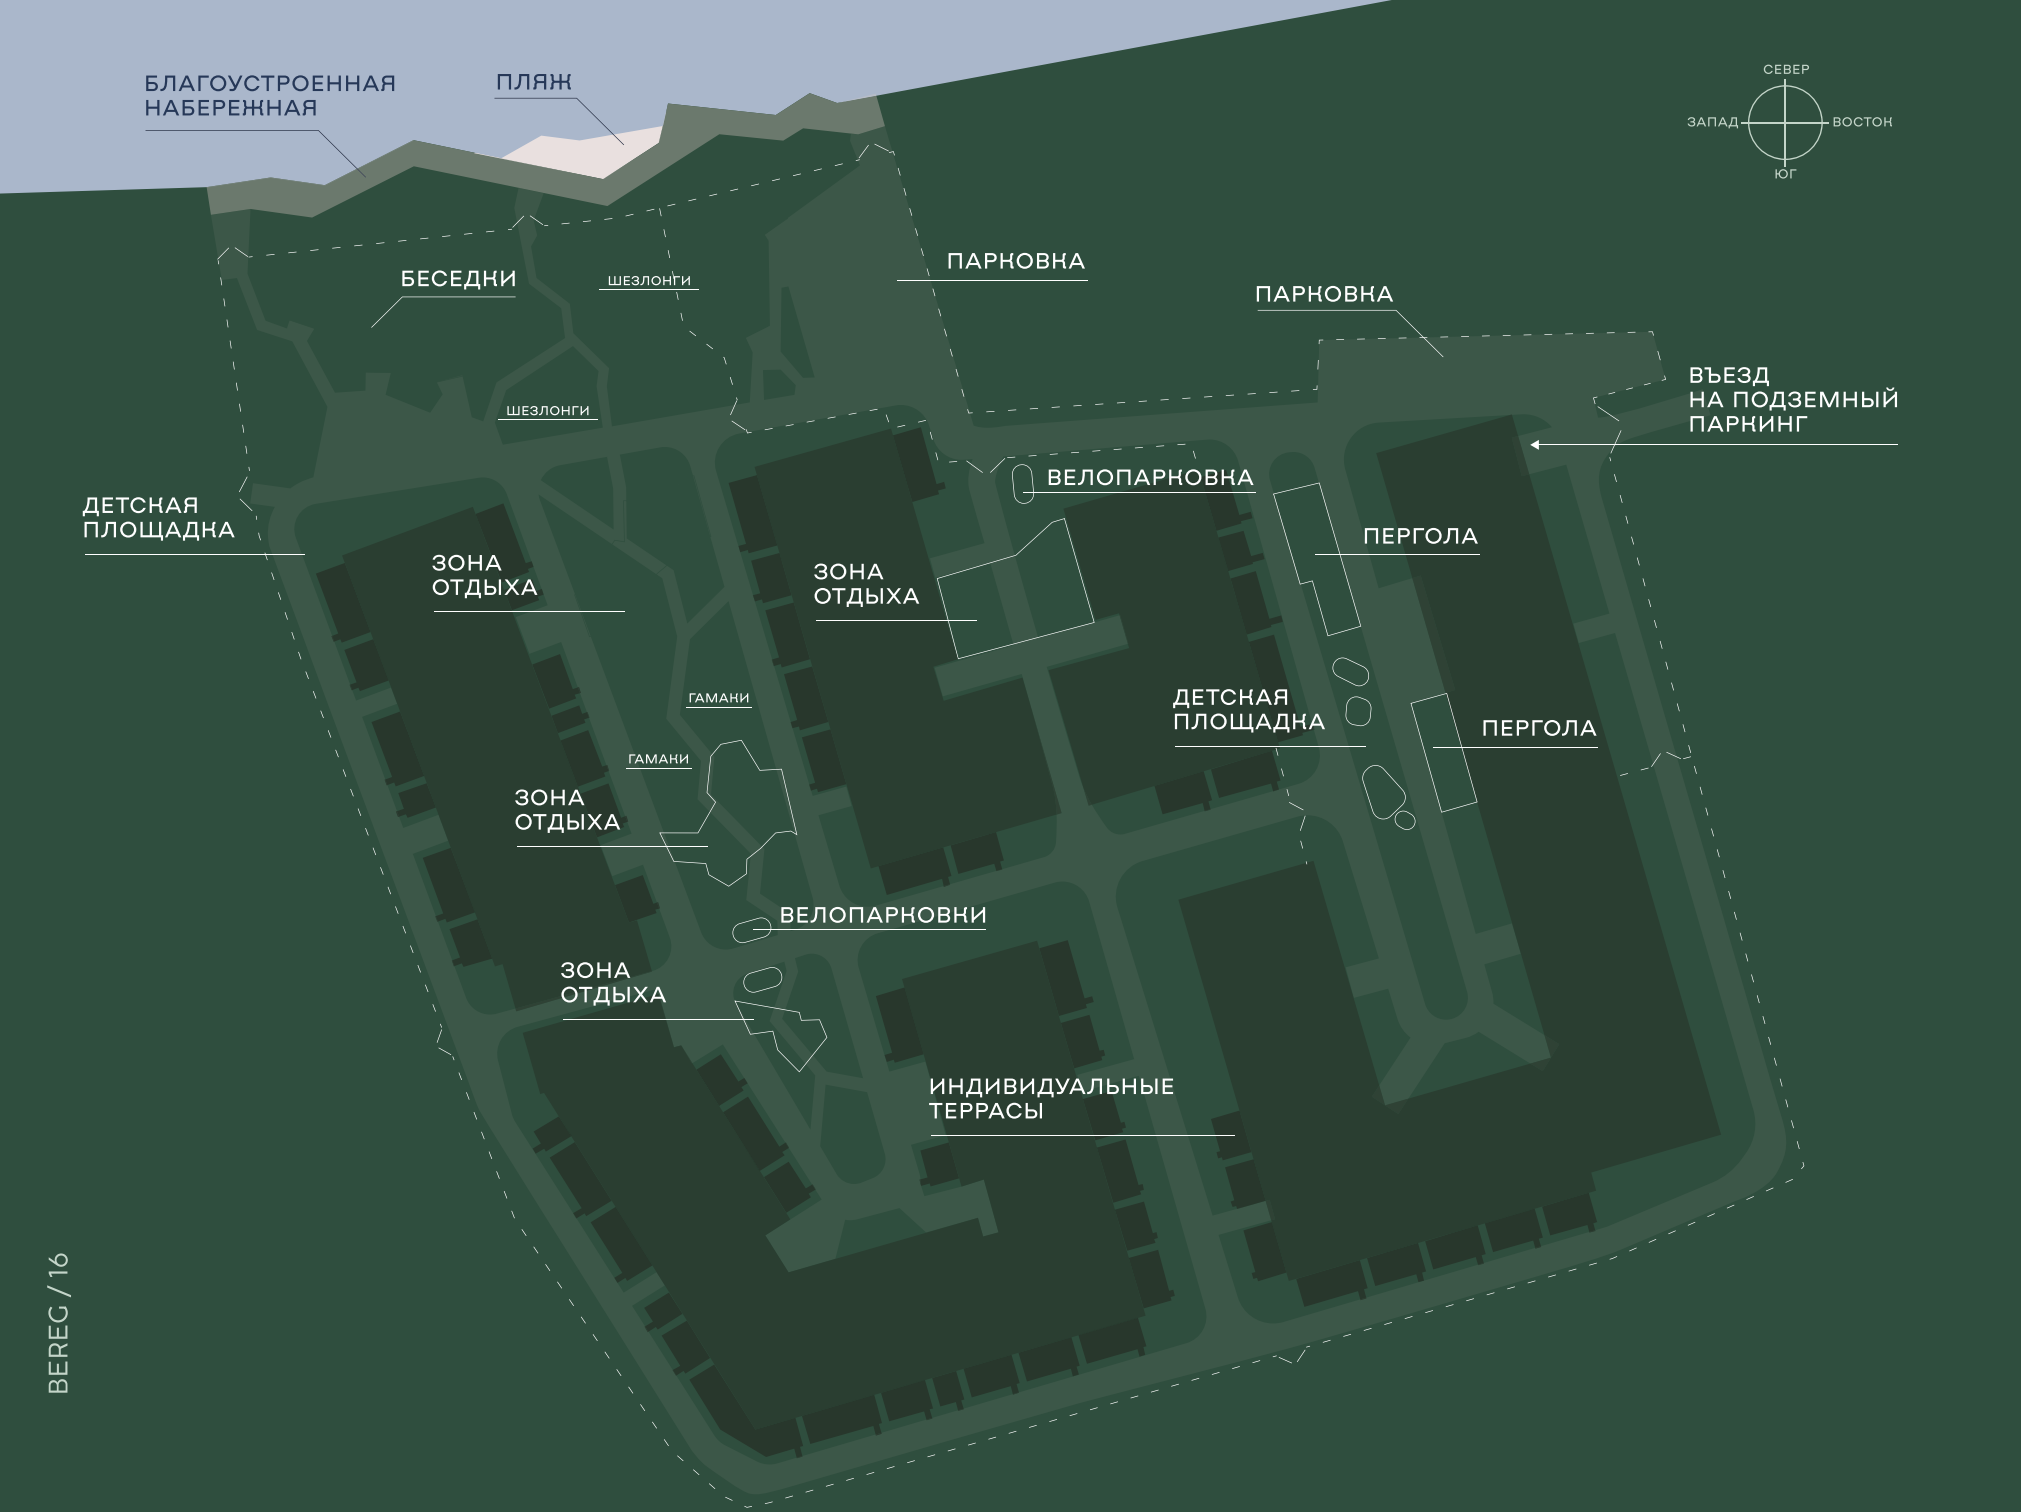 БЛАГОУСТРОЕННАЯ
НАБЕРЕЖНАЯ
ПЛЯЖ
СЕВЕР
ЗАПАД
ВОСТОК
ЮГ
БЕСЕДКИ
ШЕЗЛОНГИ
ПАРКОВКА
ПАРКОВКА
ВЪЕЗД
НА ПОДЗЕМНЫЙ
ПАРКИНГ
ШЕЗЛОНГИ
ДЕТСКАЯ
ПЛОЩАДКА
ВЕЛОПАРКОВКА
ПЕРГОЛА
ЗОНА
ОТДЫХА
ЗОНА
ОТДЫХА
ГАМАКИ
ДЕТСКАЯ
ПЛОЩАДКА
ПЕРГОЛА
ГАМАКИ
ЗОНА
ОТДЫХА
ВЕЛОПАРКОВКИ
ЗОНА
ОТДЫХА
ИНДИВИДУАЛЬНЫЕ
ТЕРРАСЫ
BEREG / 16